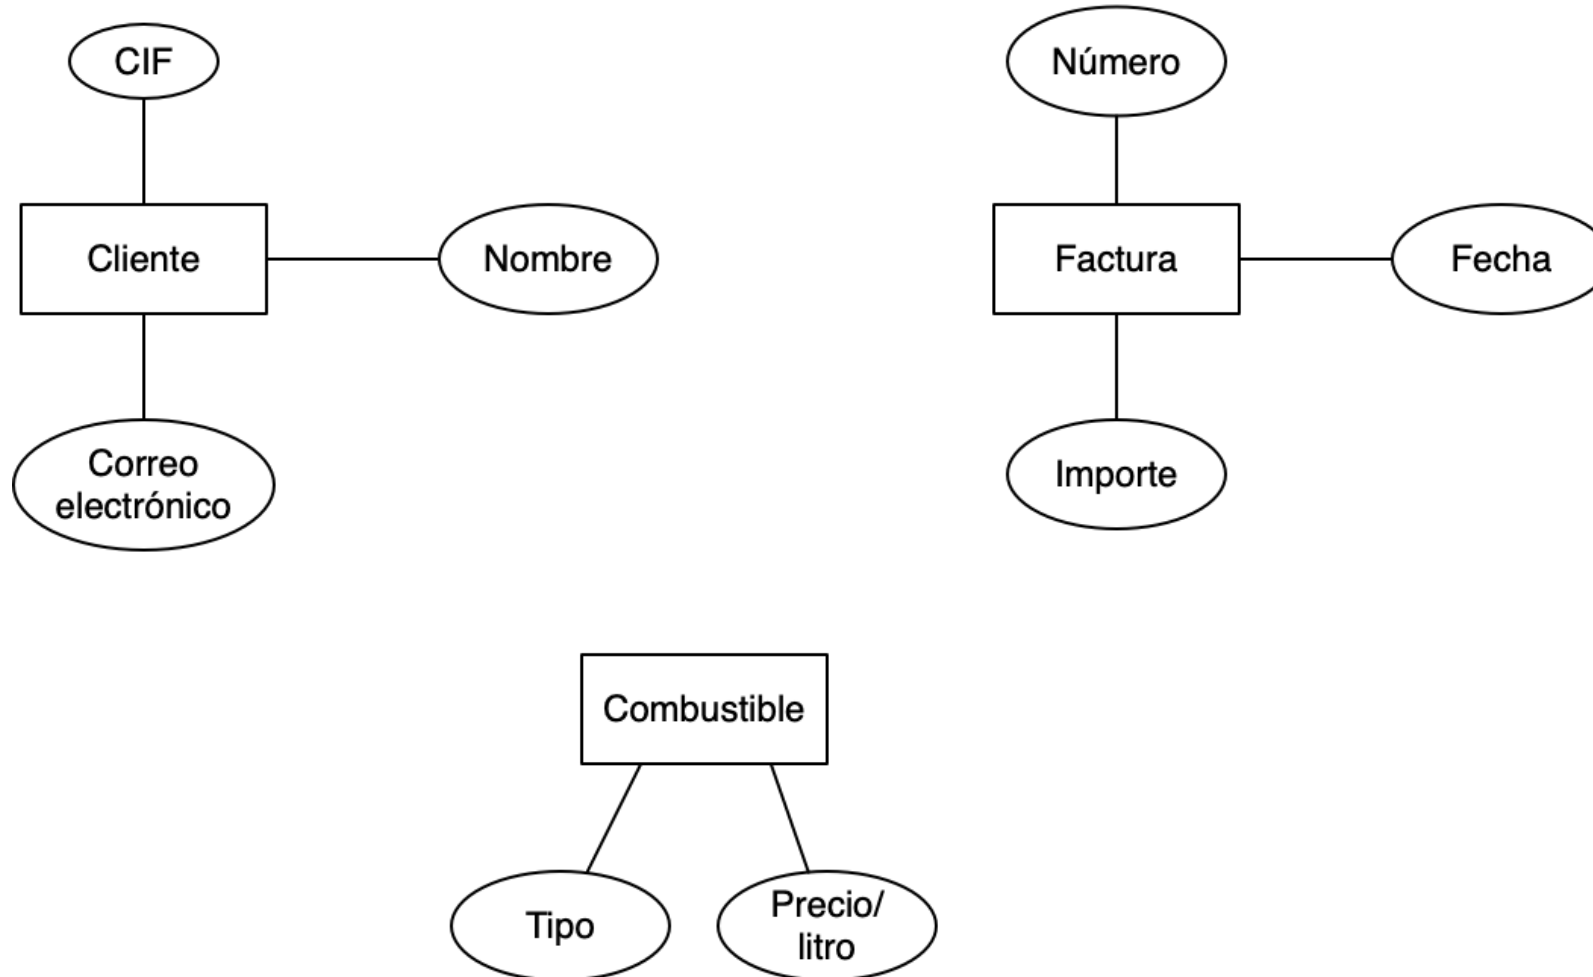 CIF
Número
Cliente
Nombre
Factura
Fecha
Correo
electrónico
Importe
Combustible
Tipo
Precio/
litro